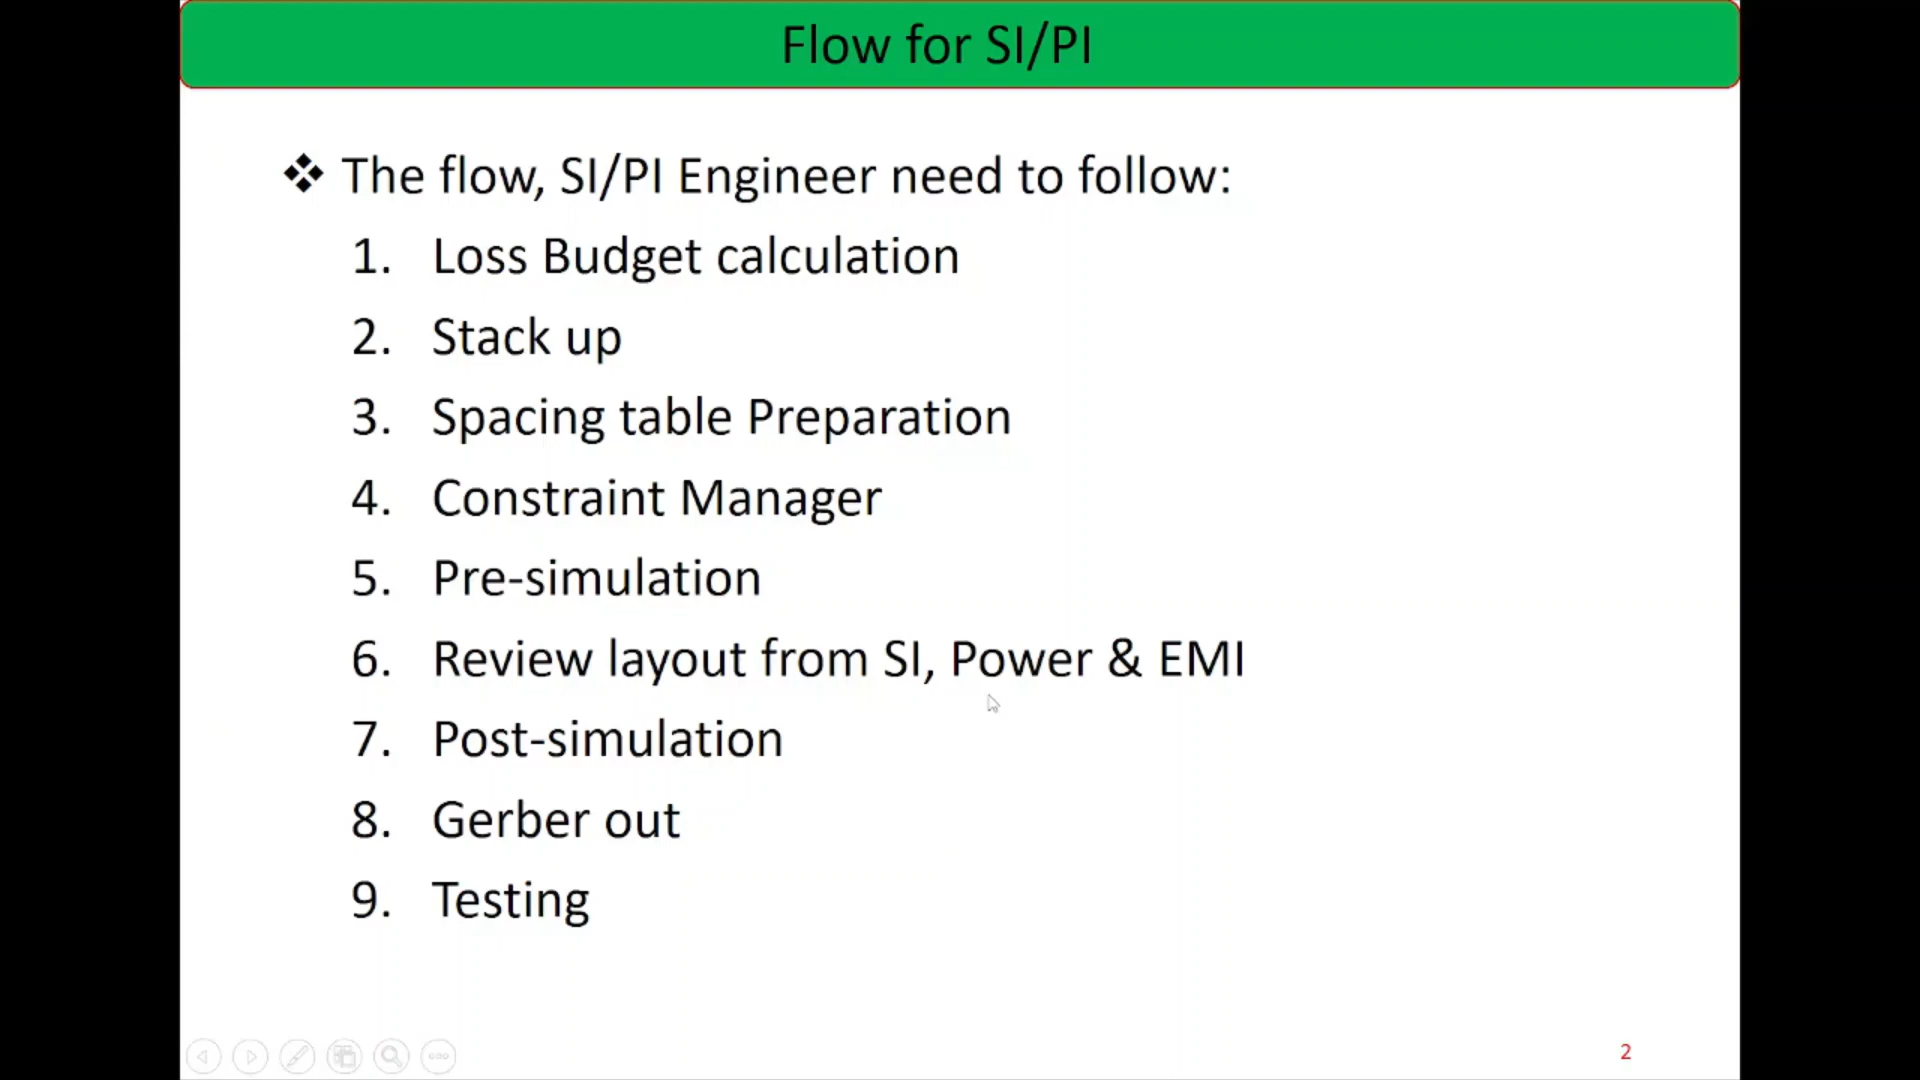 Flow for SI/PI
❖ The flow, SI/PI Engineer need to follow:
1. Loss Budget calculation
2. Stack up
3. Spacing table Preparation
4. Constraint Manager
5. Pre-simulation
6. Review layout from SI, Power & EMI
7. Post-simulation
8. Gerber out
9. Testing
2